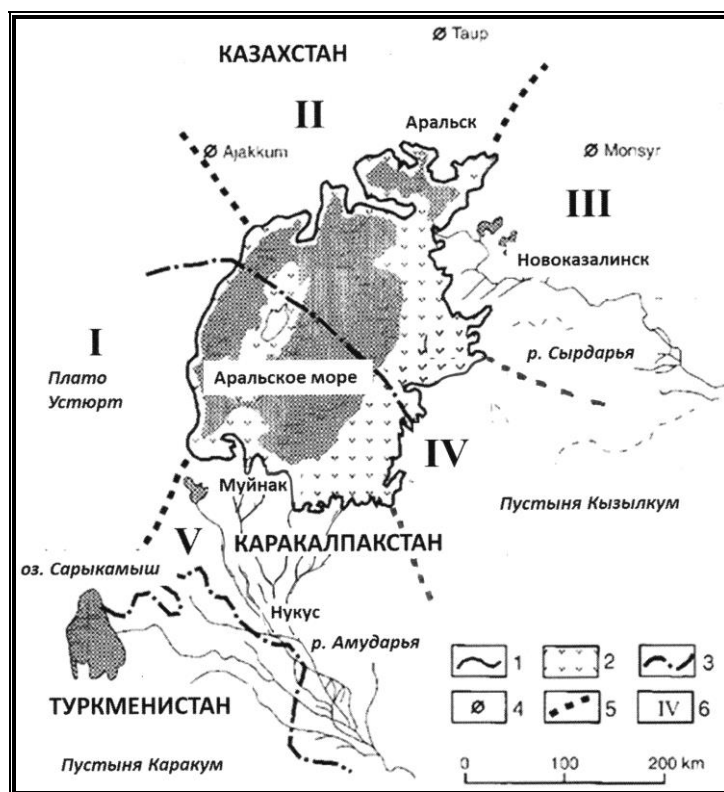 Taup
КАЗАХСТАН
II
Аральск
Ajakkum
Monsyr
III
Новоказалинск
I
р. Сырдарья
Плато
Устюрт
Аральское море
IV
Муйнак
Пустыня Кызылкум
V
КАРАКАЛПАКСТАН
оз. Сарыкамыш
Нукус
р. Амударья
1
2
3
ТУРКМЕНИСТАН
4
5
IV
6
Пустыня Каракум
0
100
200 km